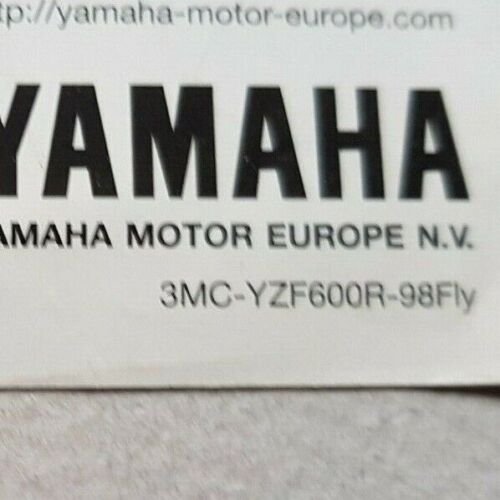 tp://yamaha-motor-europe.com
YAMAHA
AMAHA MOTOR EUROPE N.V.
3MC-YZF600R-98Fly